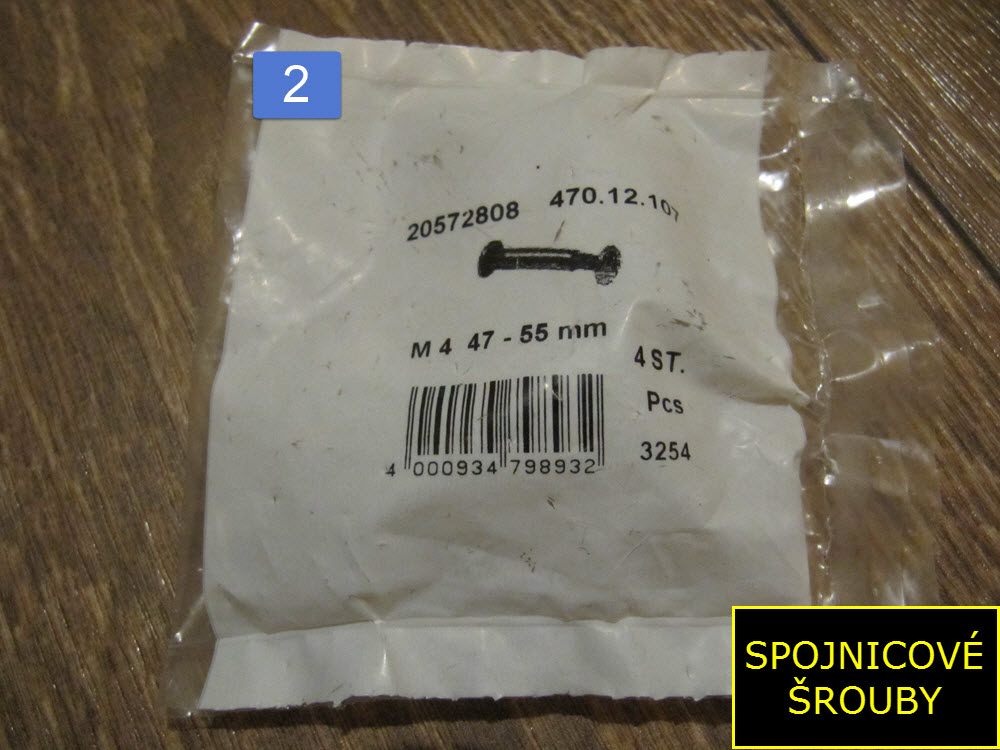 2
20572808 470.12.107
M 4 47 - 55 mm
4 ST.
Pcs
3254
4 000934 798932
SPOJNICOVÉ
ŠROUBY